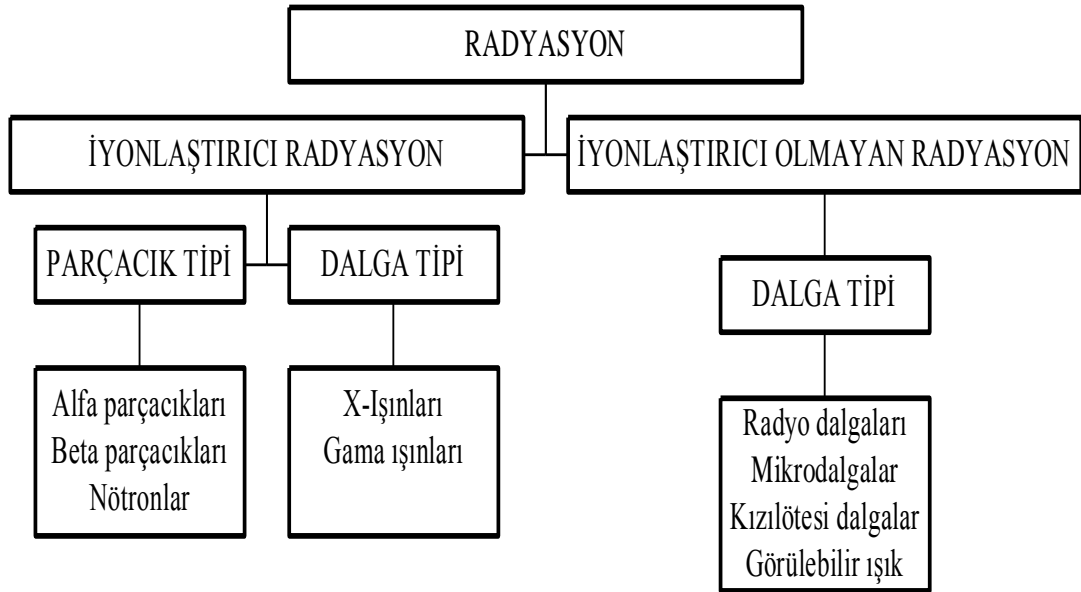 RADYASYON
İYONLAŞTIRICI RADYASYON
İYONLAŞTIRICI OLMAYAN RADYASYON
PARÇACIK TİPİ
DALGA TİPİ
DALGA TİPİ
Alfa parçacıkları
Beta parçacıkları
Nötronlar
X-Işınları
Gama ışınları
Radyo dalgaları
Mikrodalgalar
Kızılötesi dalgalar
Görülebilir ışık